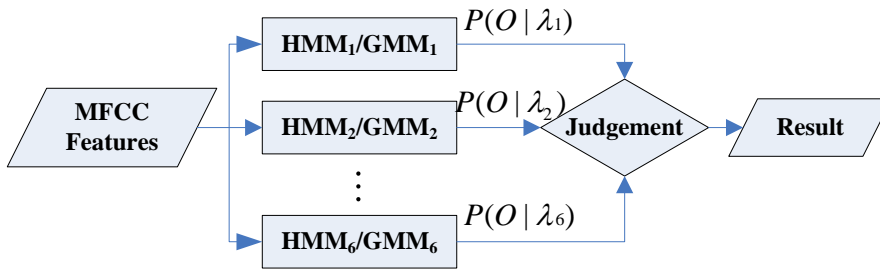 MFCC
Features
HMM₁/GMM₁
P(O | λ₁)
HMM₂/GMM₂
P(O | λ₂)
⋮
HMM₆/GMM₆
P(O | λ₆)
Judgement
Result